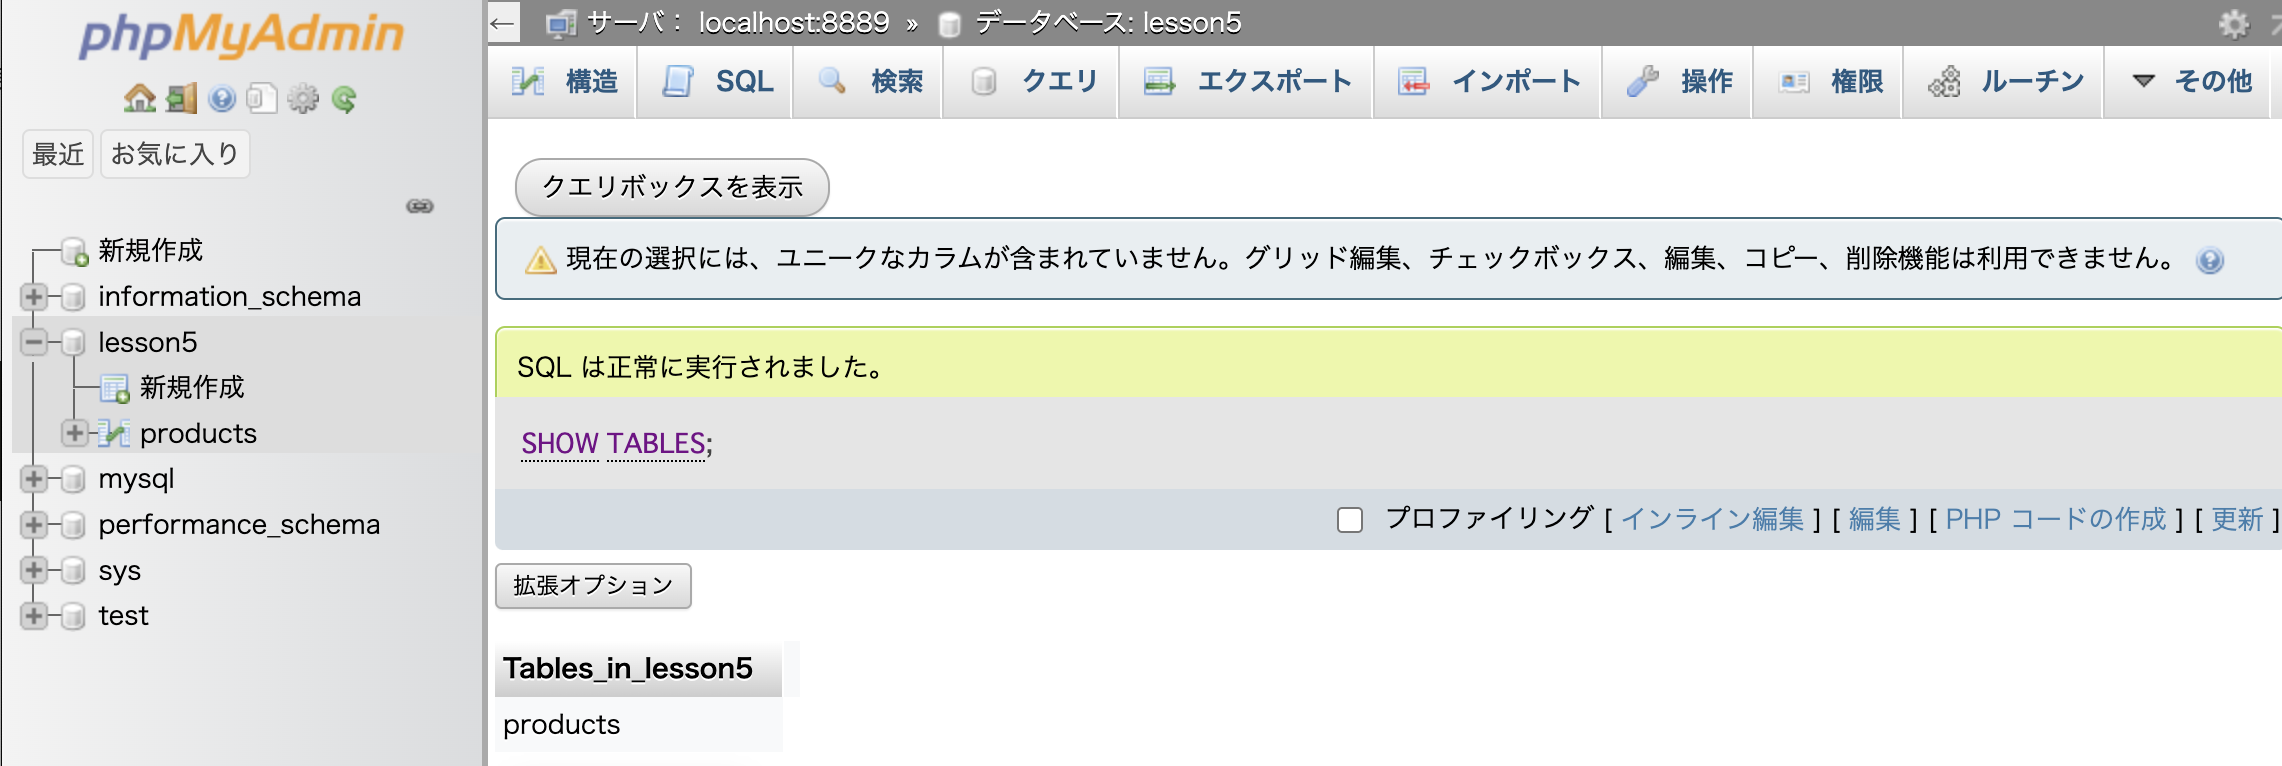 phpMyAdmin
最近 お気に入り
新規作成
information_schema
lesson5
新規作成
products
mysql
performance_schema
sys
test
← サーバ： localhost:8889 » データベース: lesson5
構造 SQL 検索 クエリ エクスポート インポート 操作 権限 ルーチン その他
クエリボックスを表示
現在の選択には、ユニークなカラムが含まれていません。グリッド編集、チェックボックス、編集、コピー、削除機能は利用できません。
SQL は正常に実行されました。
SHOW TABLES;
プロファイリング [ インライン編集 ] [ 編集 ] [ PHP コードの作成 ] [ 更新 ]
拡張オプション
Tables_in_lesson5
products